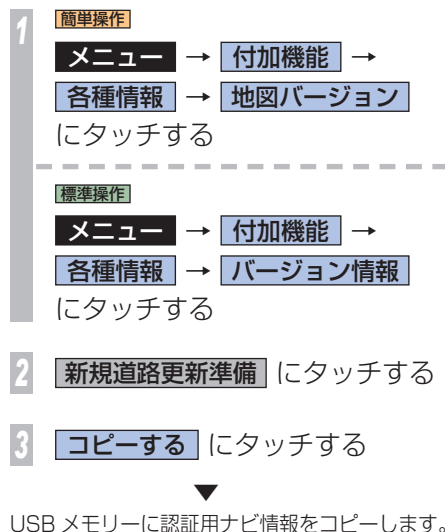 1
簡単操作
メニュー → 付加機能 →
各種情報 → 地図バージョン
にタッチする
標準操作
メニュー → 付加機能 →
各種情報 → バージョン情報
にタッチする
2 新規道路更新準備 にタッチする
3 コピーする にタッチする
▼
USB メモリーに認証用ナビ情報をコピーします。